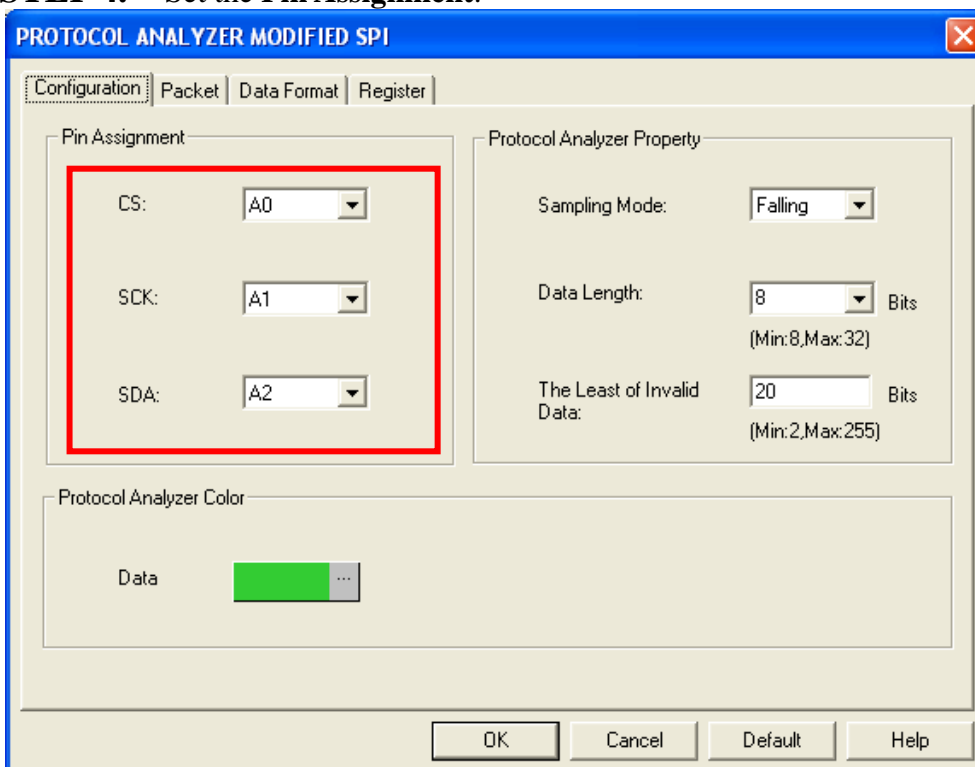 STEP 4. Set the Pin Assignment.
PROTOCOL ANALYZER MODIFIED SPI
Configuration Packet Data Format Register
Pin Assignment
CS: A0
SCK: A1
SDA: A2
Protocol Analyzer Property
Sampling Mode: Falling
Data Length: 8 Bits
(Min:8,Max:32)
The Least of Invalid
Data: 20 Bits
(Min:2,Max:255)
Protocol Analyzer Color
Data ...
OK Cancel Default Help